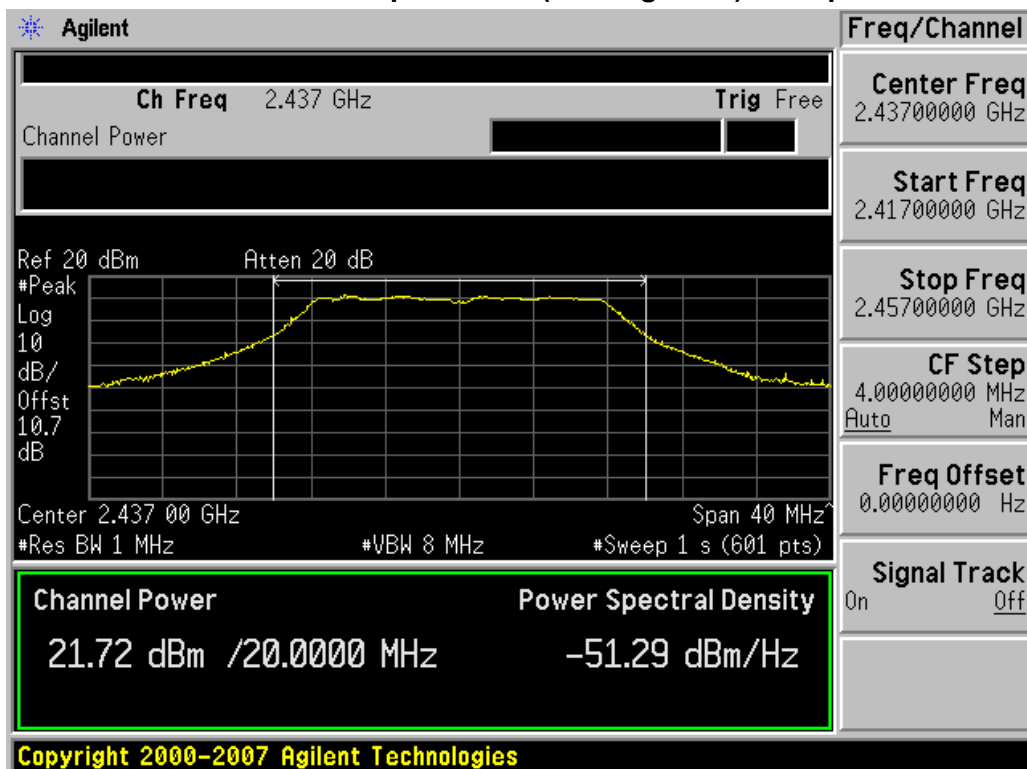 Agilent
Freq/Channel
Ch Freq 2.437 GHz Trig Free
Channel Power
Ref 20 dBm Atten 20 dB
#Peak
Log
10
dB/
Offst
10.7
dB
Center 2.437 00 GHz Span 40 MHz^
#Res BW 1 MHz #VBW 8 MHz #Sweep 1 s (601 pts)
Channel Power Power Spectral Density
21.72 dBm /20.0000 MHz -51.29 dBm/Hz
Center Freq
2.43700000 GHz
Start Freq
2.41700000 GHz
Stop Freq
2.45700000 GHz
CF Step
4.00000000 MHz
Auto Man
Freq Offset
0.00000000 Hz
Signal Track
On Off
Copyright 2000-2007 Agilent Technologies